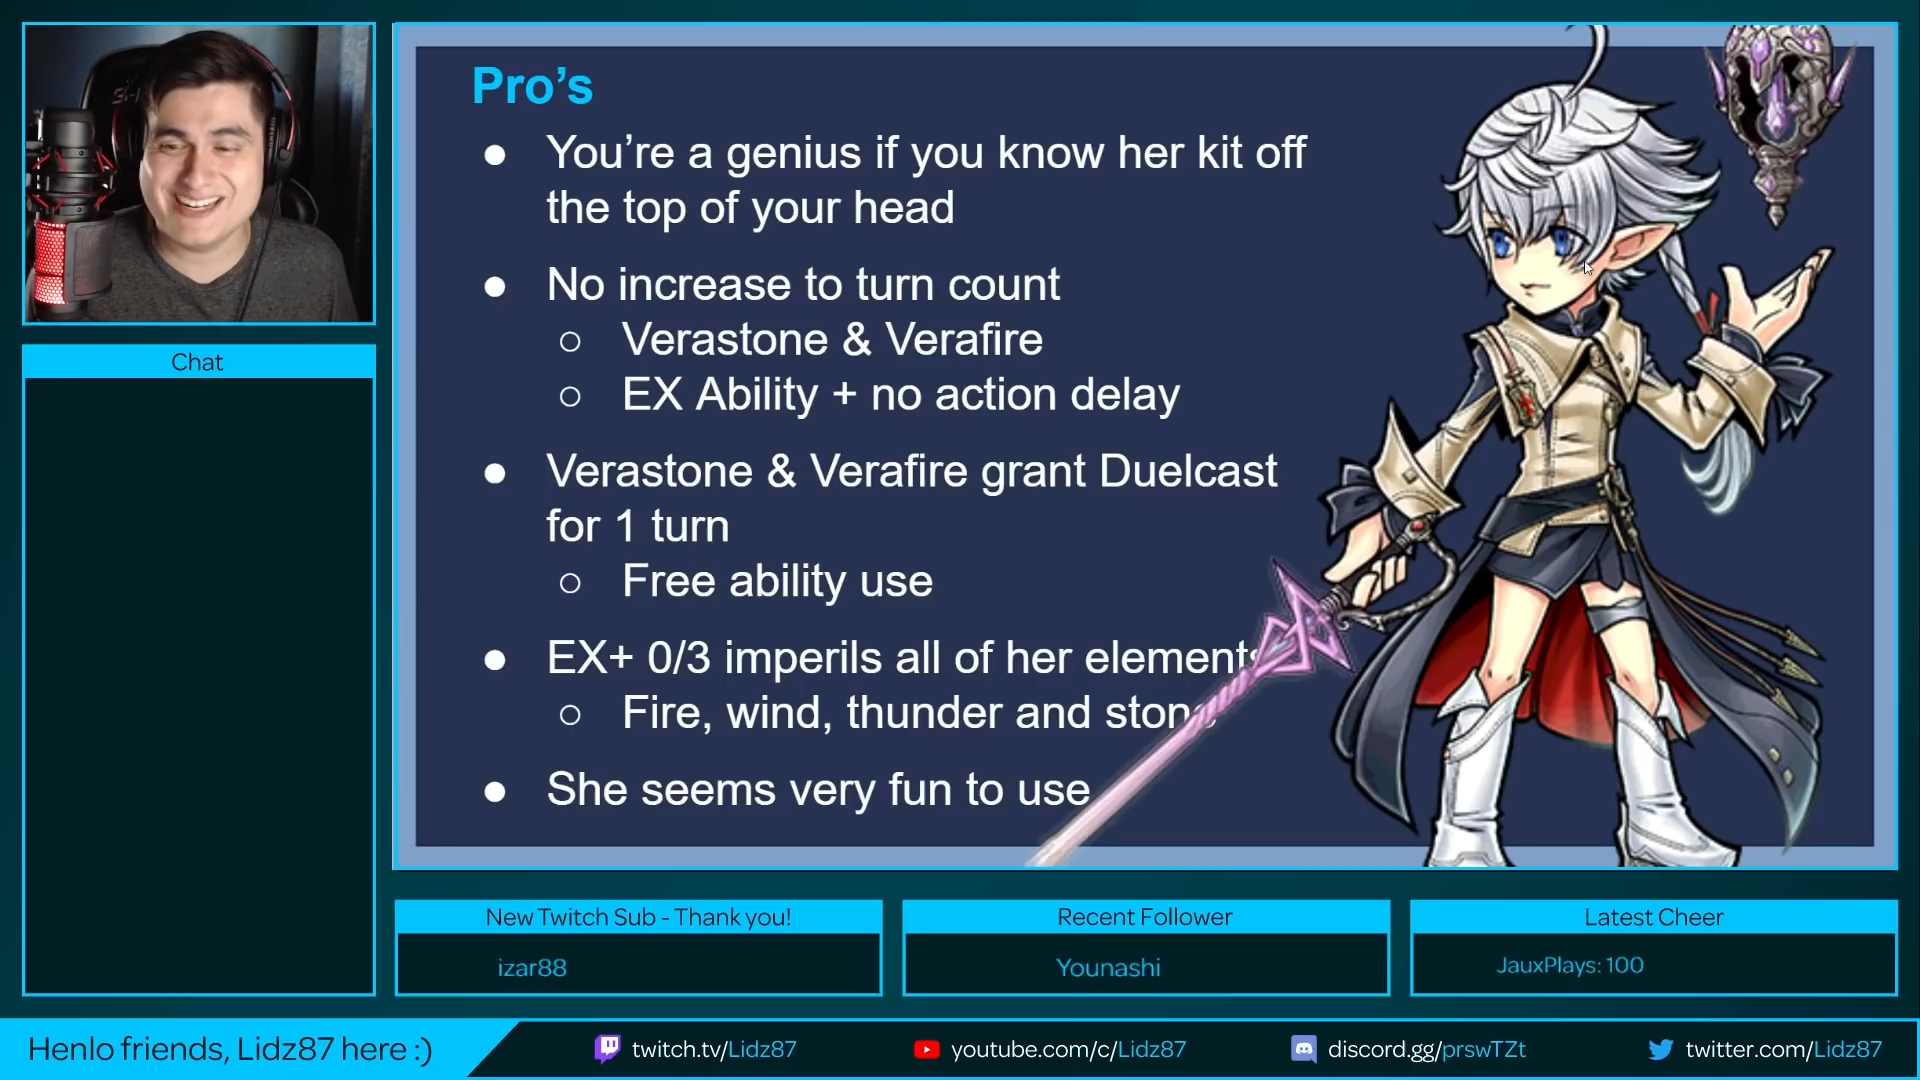 Pro's
● You're a genius if you know her kit off
the top of your head
● No increase to turn count
○ Verastone & Verafire
○ EX Ability + no action delay
● Verastone & Verafire grant Duelcast
for 1 turn
○ Free ability use
● EX+ 0/3 imperils all of her elements
○ Fire, wind, thunder and stone
● She seems very fun to use
Chat
New Twitch Sub - Thank you!
izar88
Recent Follower
Younashi
Latest Cheer
JauxPlays: 100
Henlo friends, Lidz87 here :)
twitch.tv/Lidz87
youtube.com/c/Lidz87
discord.gg/prswTZt
twitter.com/Lidz87